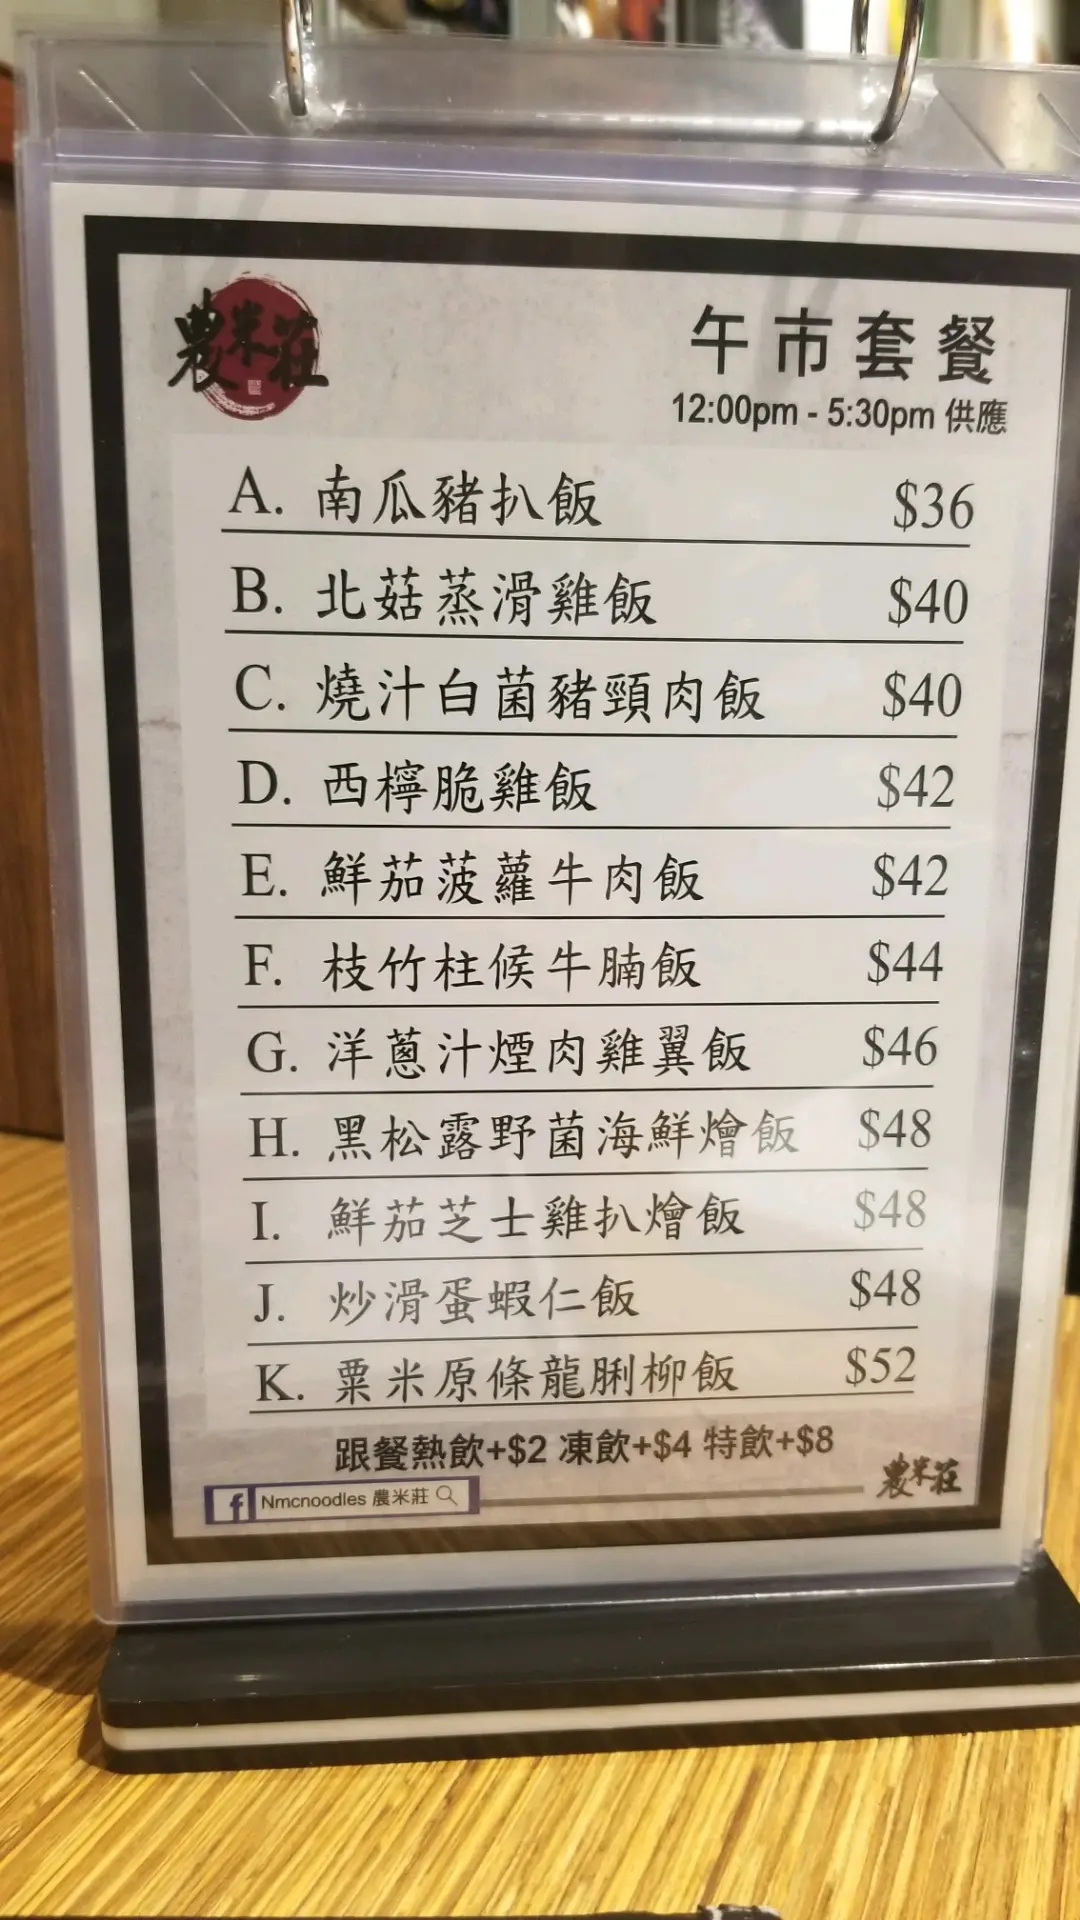 農米莊
午市套餐
12:00pm - 5:30pm 供應
A. 南瓜豬扒飯 $36
B. 北菇蒸滑雞飯 $40
C. 燒汁白菌豬頸肉飯 $40
D. 西檸脆雞飯 $42
E. 鮮茄菠蘿牛肉飯 $42
F. 枝竹柱候牛腩飯 $44
G. 洋蔥汁煙肉雞翼飯 $46
H. 黑松露野菌海鮮燴飯 $48
I. 鮮茄芝士雞扒燴飯 $48
J. 炒滑蛋蝦仁飯 $48
K. 粟米原條龍脷柳飯 $52
跟餐熱飲+$2 凍飲+$4 特飲+$8
f Nmcnoodles 農米莊
農米莊